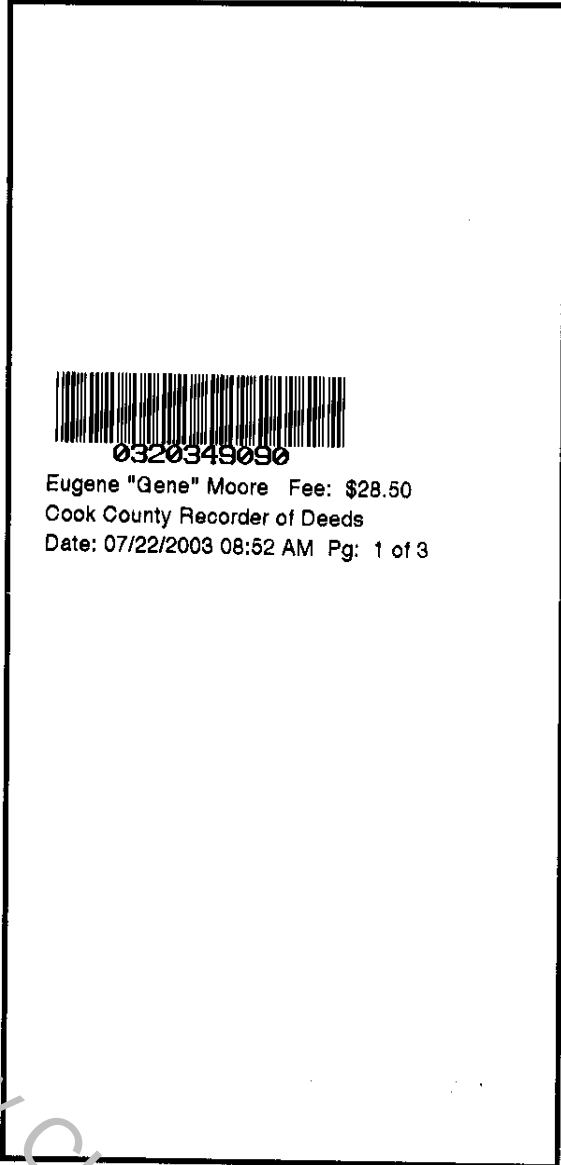 0320349090
Eugene "Gene" Moore Fee: $28.50
Cook County Recorder of Deeds
Date: 07/22/2003 08:52 AM Pg: 1 of 3